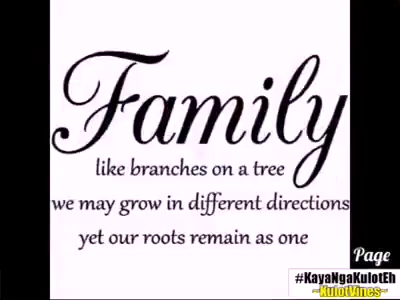 Family
like branches on a tree
we may grow in different directions
yet our roots remain as one
Page
#KayaNgaKulotEh
~KulotVines~